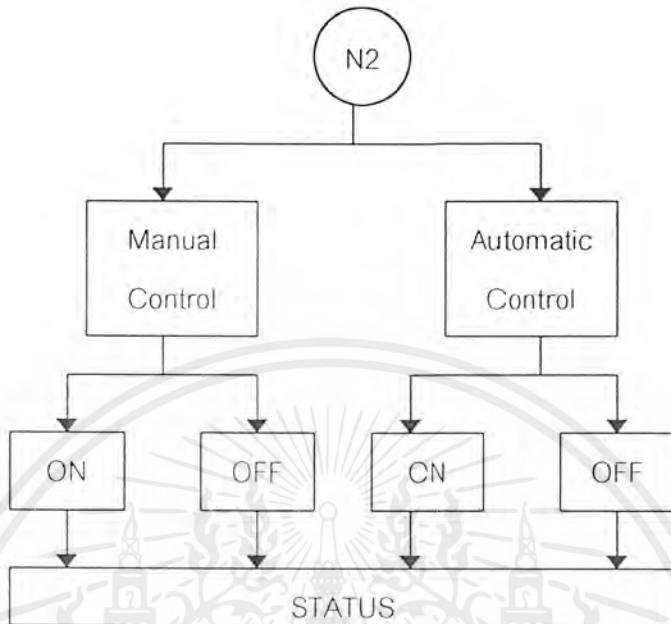 N2
Manual
Control
Automatic
Control
ON
OFF
CN
OFF
STATUS